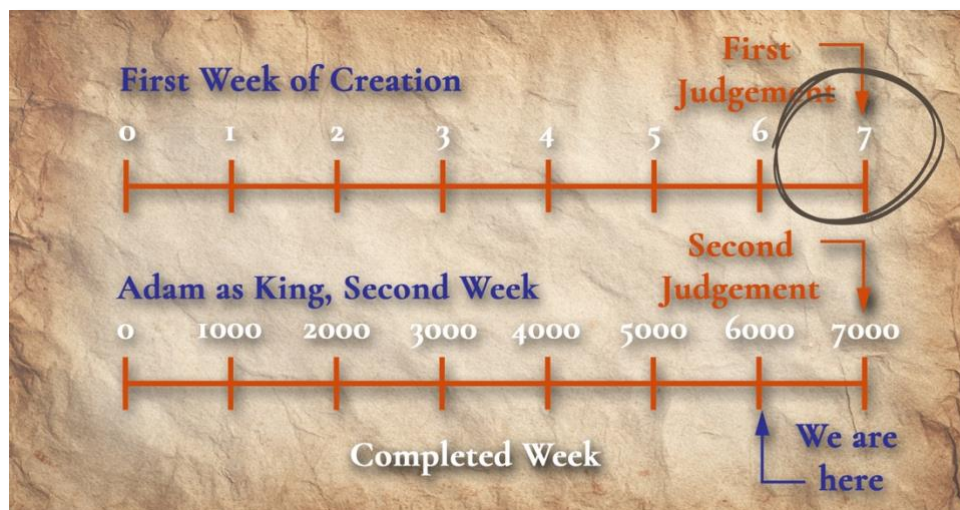 First
First Week of Creation
Judgement
0 1 2 3 4 5 6 7
Second
Adam as King, Second Week
Judgement
0 1000 2000 3000 4000 5000 6000 7000
Completed Week
We are
here